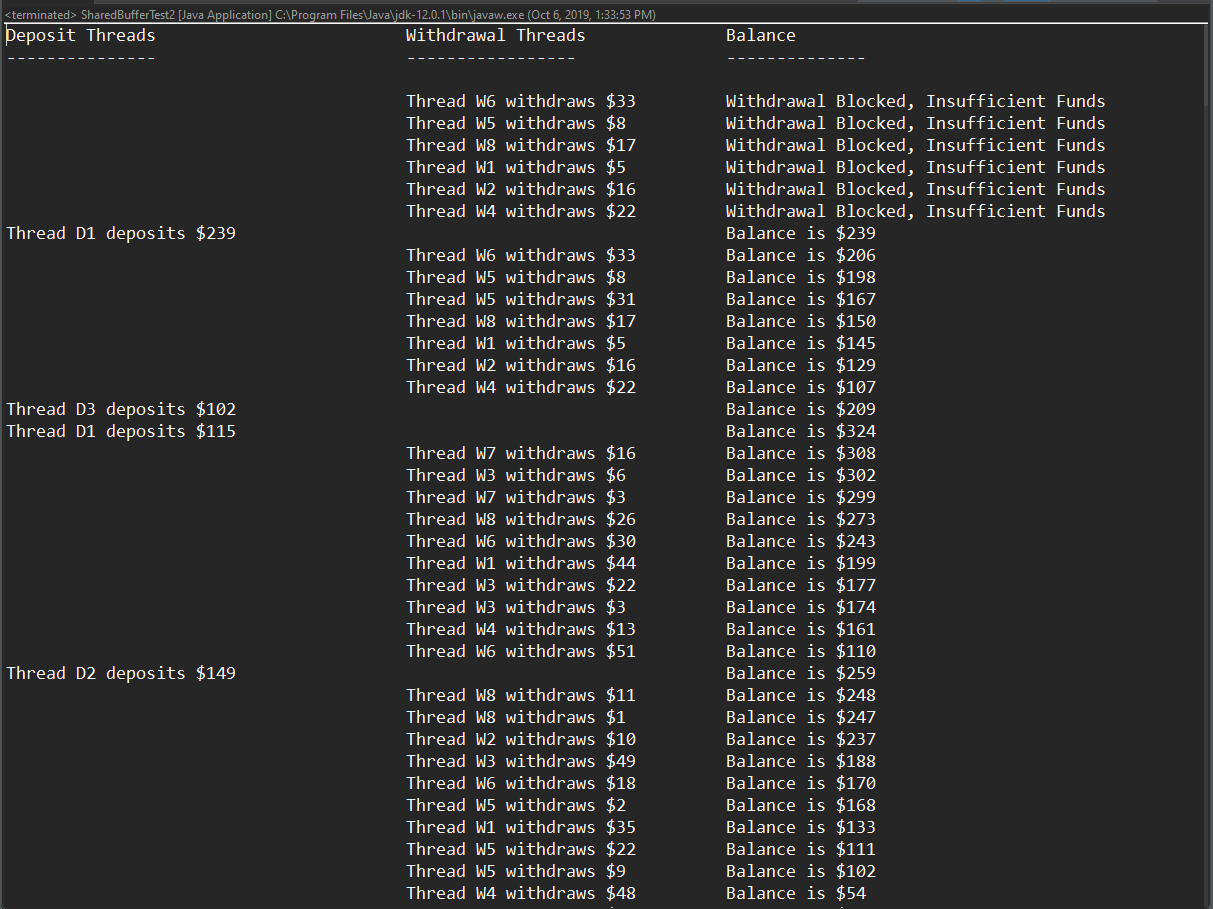 <terminated> SharedBufferTest2 [Java Application] C:\Program Files\Java\jdk-12.0.1\bin\javaw.exe (Oct 6, 2019, 1:33:53 PM)
Deposit Threads                         Withdrawal Threads              Balance
---------------                         -----------------               --------------
                                        Thread W6 withdraws $33         Withdrawal Blocked, Insufficient Funds
                                        Thread W5 withdraws $8          Withdrawal Blocked, Insufficient Funds
                                        Thread W8 withdraws $17         Withdrawal Blocked, Insufficient Funds
                                        Thread W1 withdraws $5          Withdrawal Blocked, Insufficient Funds
                                        Thread W2 withdraws $16         Withdrawal Blocked, Insufficient Funds
                                        Thread W4 withdraws $22         Withdrawal Blocked, Insufficient Funds
Thread D1 deposits $239                                                 Balance is $239
                                        Thread W6 withdraws $33         Balance is $206
                                        Thread W5 withdraws $8          Balance is $198
                                        Thread W5 withdraws $31         Balance is $167
                                        Thread W8 withdraws $17         Balance is $150
                                        Thread W1 withdraws $5          Balance is $145
                                        Thread W2 withdraws $16         Balance is $129
                                        Thread W4 withdraws $22         Balance is $107
Thread D3 deposits $102                                                 Balance is $209
Thread D1 deposits $115                                                 Balance is $324
                                        Thread W7 withdraws $16         Balance is $308
                                        Thread W3 withdraws $6          Balance is $302
                                        Thread W7 withdraws $3          Balance is $299
                                        Thread W8 withdraws $26         Balance is $273
                                        Thread W6 withdraws $30         Balance is $243
                                        Thread W1 withdraws $44         Balance is $199
                                        Thread W3 withdraws $22         Balance is $177
                                        Thread W3 withdraws $3          Balance is $174
                                        Thread W4 withdraws $13         Balance is $161
                                        Thread W6 withdraws $51         Balance is $110
Thread D2 deposits $149                                                 Balance is $259
                                        Thread W8 withdraws $11         Balance is $248
                                        Thread W8 withdraws $1          Balance is $247
                                        Thread W2 withdraws $10         Balance is $237
                                        Thread W3 withdraws $49         Balance is $188
                                        Thread W6 withdraws $18         Balance is $170
                                        Thread W5 withdraws $2          Balance is $168
                                        Thread W1 withdraws $35         Balance is $133
                                        Thread W5 withdraws $22         Balance is $111
                                        Thread W5 withdraws $9          Balance is $102
                                        Thread W4 withdraws $48         Balance is $54